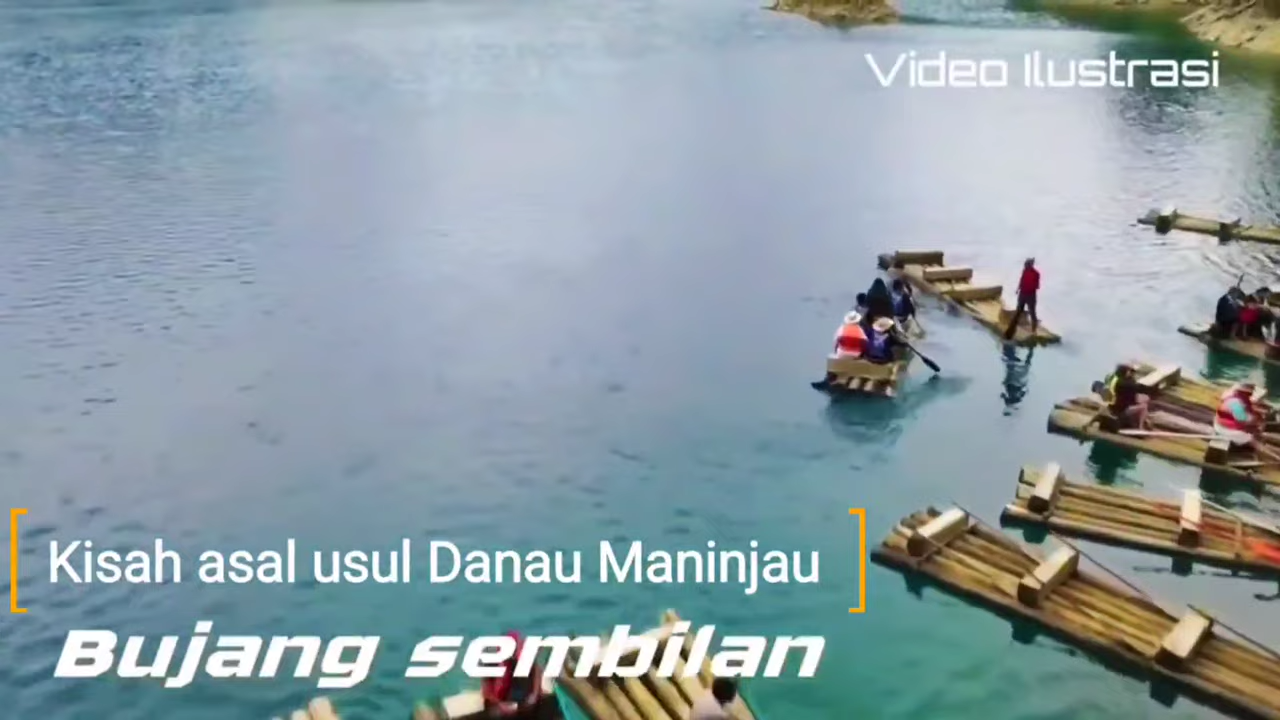 Video Ilustrasi
Kisah asal usul Danau Maninjau
Bujang sembilan